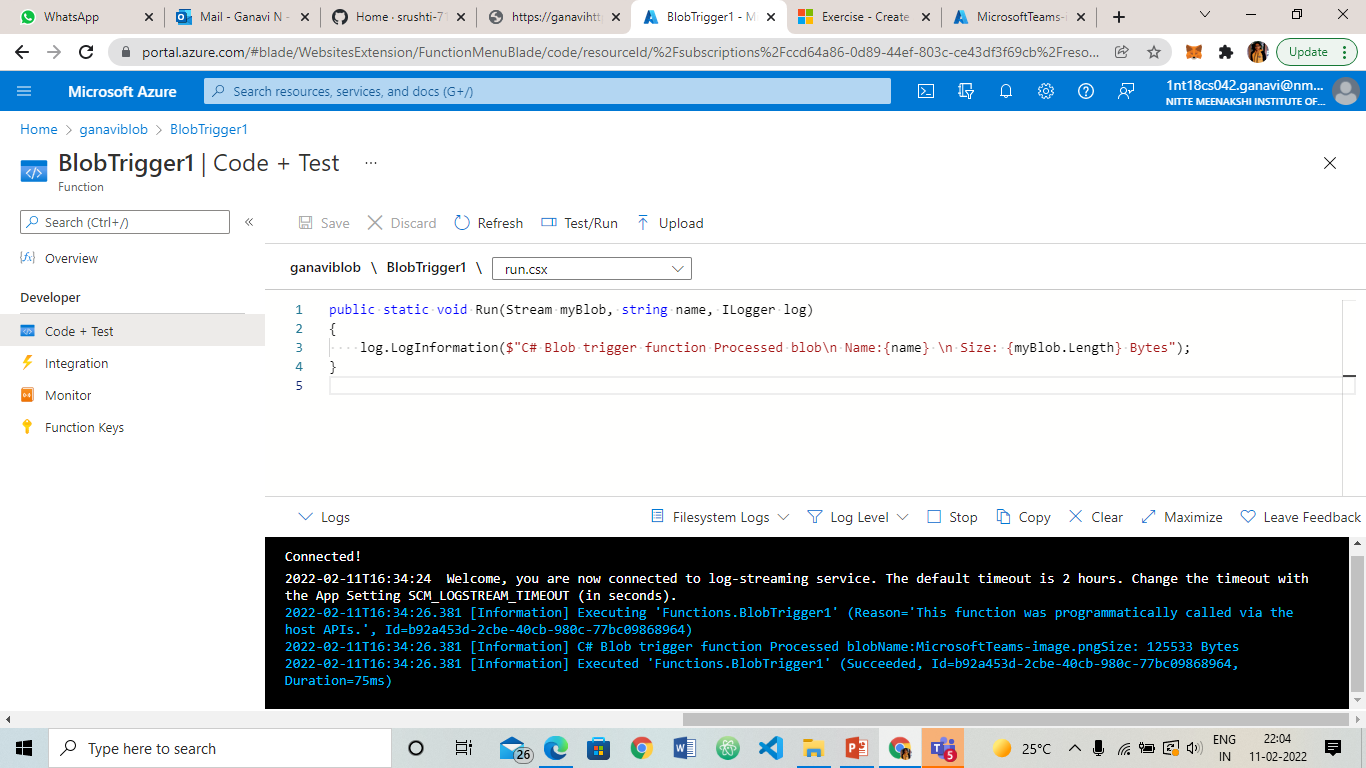 WhatsApp
Mail - Ganavi N -
Home · srushti-71
https://ganavihttp
BlobTrigger1 - M
Exercise - Create
MicrosoftTeams-i
portal.azure.com/#blade/WebsitesExtension/FunctionMenuBlade/code/resourceId/%2Fsubscriptions%2Fccd64a86-0d89-44ef-803c-ce43df3f69cb%2Freso...
Update
Microsoft Azure
Search resources, services, and docs (G+/)
1nt18cs042.ganavi@nm...
NITTE MEENAKSHI INSTITUTE OF...
Home > ganaviblob > BlobTrigger1
BlobTrigger1 | Code + Test ...
Function
Search (Ctrl+/)
«
Save
Discard
Refresh
Test/Run
Upload
Overview
Developer
Code + Test
Integration
Monitor
Function Keys
ganaviblob \ BlobTrigger1 \ run.csx
1 public static void Run(Stream myBlob, string name, ILogger log)
2 {
3 log.LogInformation($"C# Blob trigger function Processed blob\n Name:{name} \n Size: {myBlob.Length} Bytes");
4 }
5
Logs
Filesystem Logs
Log Level
Stop
Copy
Clear
Maximize
Leave Feedback
Connected!
2022-02-11T16:34:24 Welcome, you are now connected to log-streaming service. The default timeout is 2 hours. Change the timeout with
the App Setting SCM_LOGSTREAM_TIMEOUT (in seconds).
2022-02-11T16:34:26.381 [Information] Executing 'Functions.BlobTrigger1' (Reason='This function was programmatically called via the
host APIs.', Id=b92a453d-2cbe-40cb-980c-77bc09868964)
2022-02-11T16:34:26.381 [Information] C# Blob trigger function Processed blobName:MicrosoftTeams-image.pngSize: 125533 Bytes
2022-02-11T16:34:26.381 [Information] Executed 'Functions.BlobTrigger1' (Succeeded, Id=b92a453d-2cbe-40cb-980c-77bc09868964,
Duration=75ms)
Type here to search
26
5
25°C
ENG
IN
22:04
11-02-2022